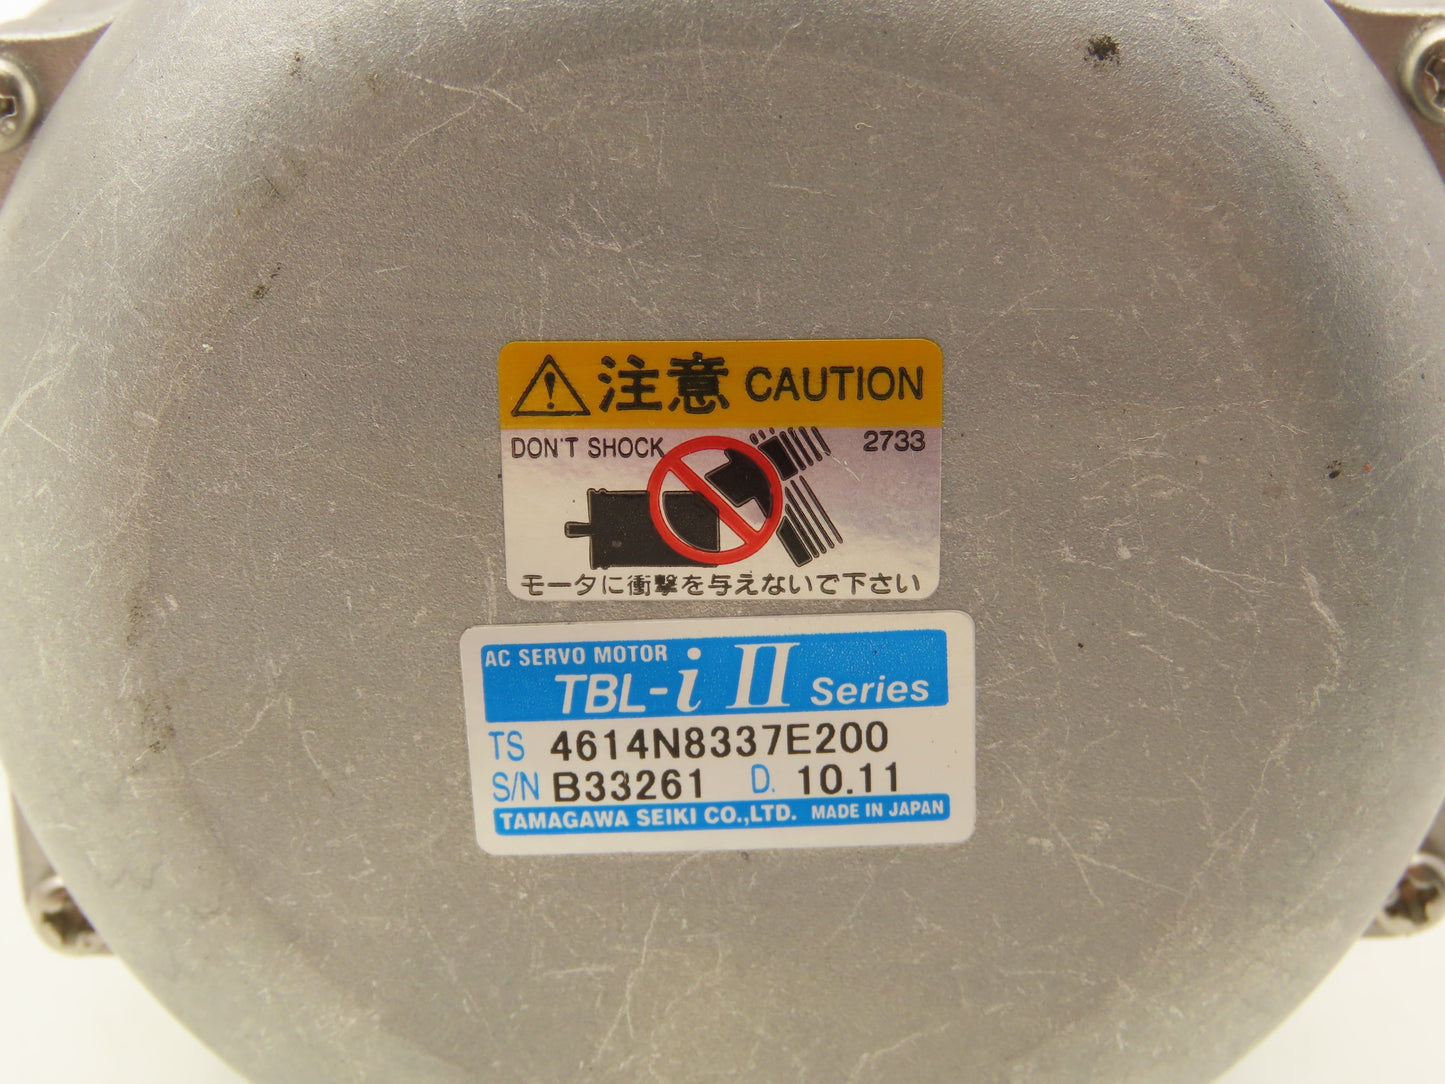 注意 CAUTION
DON'T SHOCK 2733
モータに衝撃を与えないで下さい
AC SERVO MOTOR
TBL-i II Series
TS 4614N8337E200
S/N B33261 D. 10.11
TAMAGAWA SEIKI CO.,LTD. MADE IN JAPAN